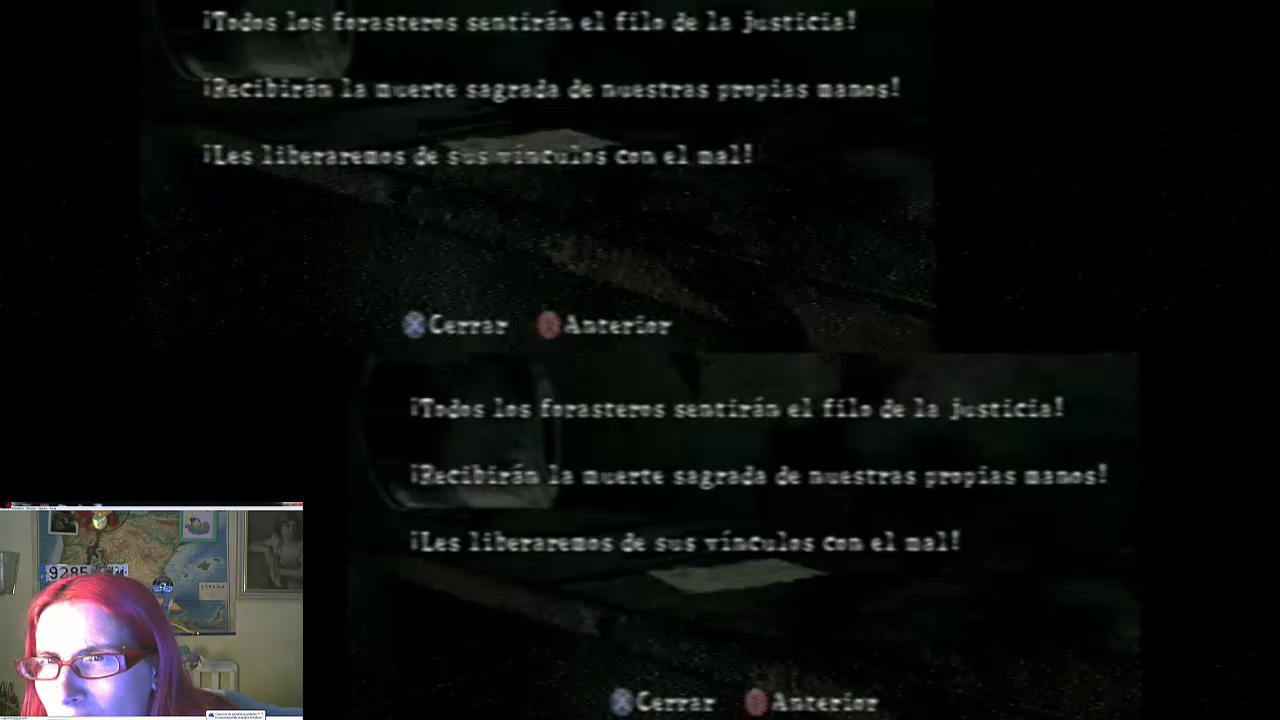 ¡Todos los forasteros sentirán el filo de la justicia!
¡Recibirán la muerte sagrada de nuestras propias manos!
¡Les liberaremos de sus vínculos con el mal!
Cerrar Anterior
¡Todos los forasteros sentirán el filo de la justicia!
¡Recibirán la muerte sagrada de nuestras propias manos!
¡Les liberaremos de sus vínculos con el mal!
Cerrar Anterior
9285
ESPAÑA